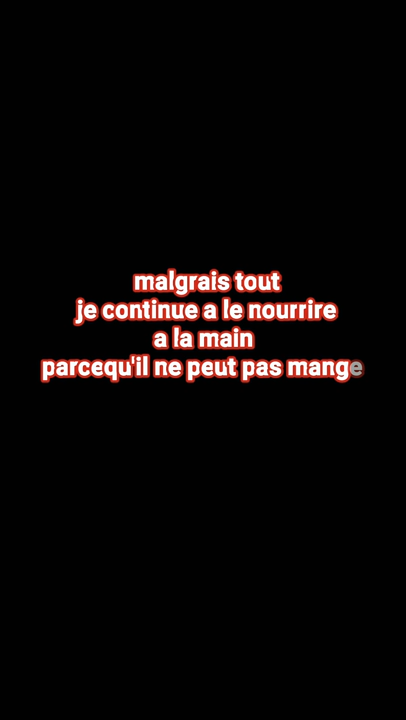 malgrais tout
je continue a le nourrire
a la main
parcequ'il ne peut pas mange